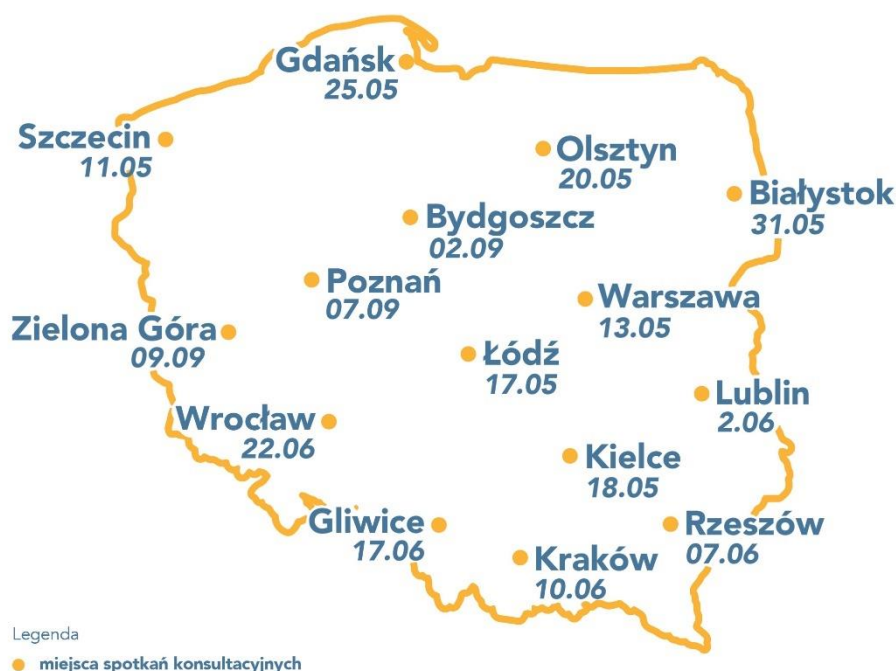 Gdańsk
25.05
Szczecin
11.05
Olsztyn
20.05
Białystok
31.05
Bydgoszcz
02.09
Poznań
07.09
Warszawa
13.05
Zielona Góra
09.09
Łódź
17.05
Lublin
2.06
Wrocław
22.06
Kielce
18.05
Gliwice
17.06
Rzeszów
07.06
Kraków
10.06
Legenda
miejsca spotkań konsultacyjnych